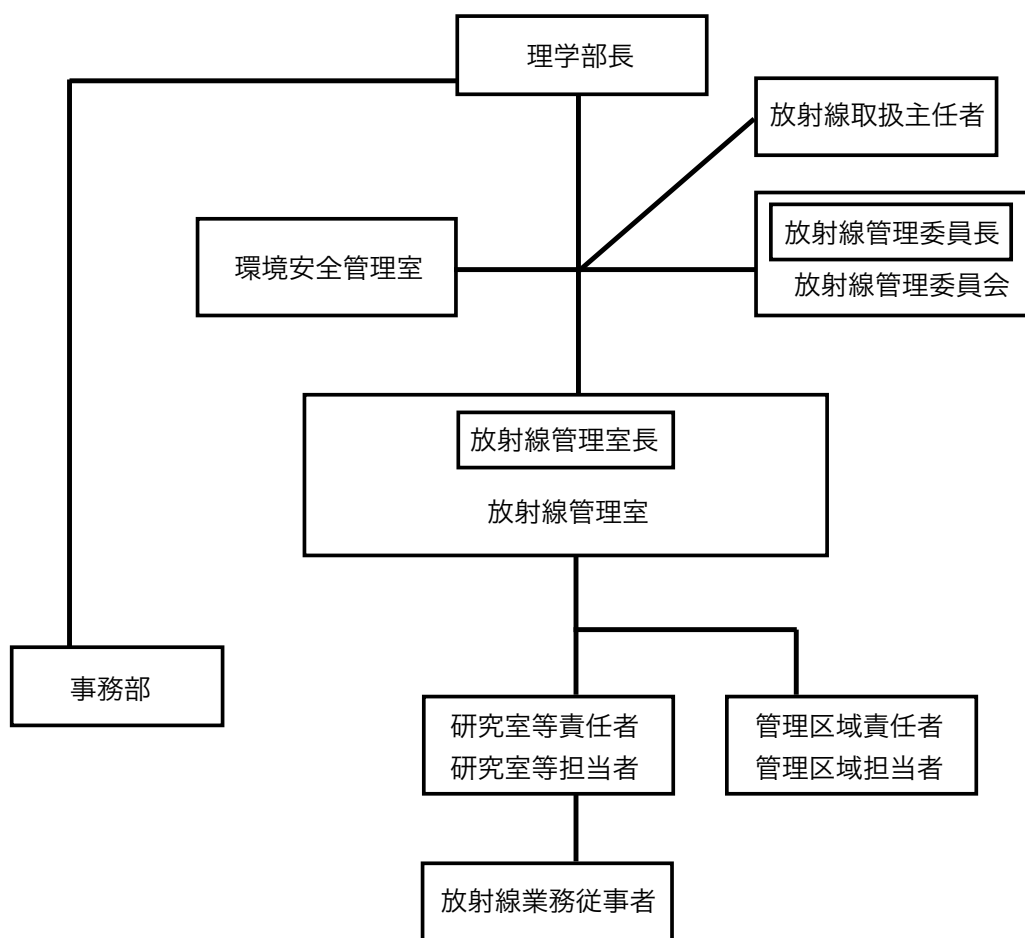 理学部長
放射線取扱主任者
放射線管理委員長
環境安全管理室
放射線管理委員会
放射線管理室長
放射線管理室
事務部
研究室等責任者
研究室等担当者
管理区域責任者
管理区域担当者
放射線業務従事者